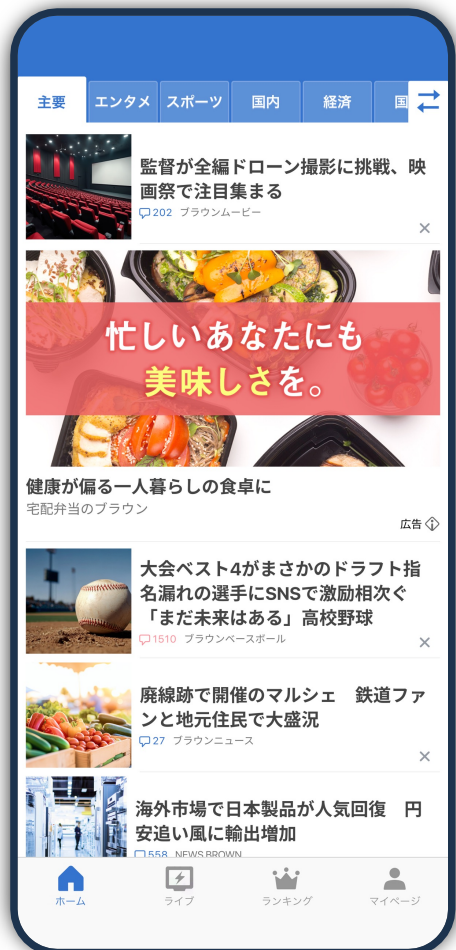 主要
エンタメ
スポーツ
国内
経済
国
監督が全編ドローン撮影に挑戦、映
画祭で注目集まる
202 ブラウンムービー
忙しいあなたにも
美味しさを。
健康が偏る一人暮らしの食卓に
宅配弁当のブラウン
広告
大会ベスト4がまさかのドラフト指
名漏れの選手にSNSで激励相次ぐ
「まだ未来はある」高校野球
1510 ブラウンベースボール
廃線跡で開催のマルシェ　鉄道ファ
ンと地元住民で大盛況
27 ブラウンニュース
海外市場で日本製品が人気回復　円
安追い風に輸出増加
558 NEWS BROWN
ホーム
ライブ
ランキング
マイページ